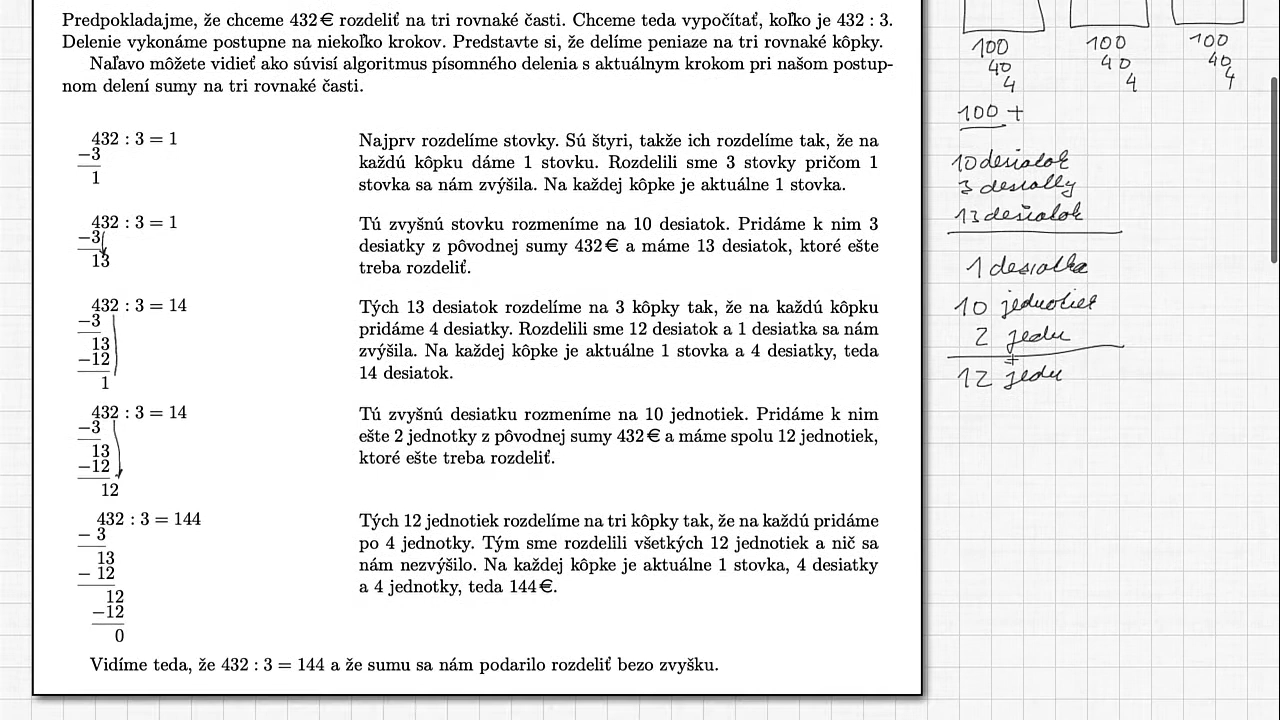 Predpokladajme, že chceme 432 € rozdeliť na tri rovnaké časti. Chceme teda vypočítať, koľko je 432 : 3.
Delenie vykonáme postupne na niekoľko krokov. Predstavte si, že delíme peniaze na tri rovnaké kôpky.
Naľavo môžete vidieť ako súvisí algoritmus písomného delenia s aktuálnym krokom pri našom postup-
nom delení sumy na tri rovnaké časti.
432 : 3 = 1
−3
1
Najprv rozdelíme stovky. Sú štyri, takže ich rozdelíme tak, že na
každú kôpku dáme 1 stovku. Rozdelili sme 3 stovky pričom 1
stovka sa nám zvýšila. Na každej kôpke je aktuálne 1 stovka.
432 : 3 = 1
−3
13
Tú zvyšnú stovku rozmeníme na 10 desiatok. Pridáme k nim 3
desiatky z pôvodnej sumy 432 € a máme 13 desiatok, ktoré ešte
treba rozdeliť.
432 : 3 = 14
−3
13
−12
1
Tých 13 desiatok rozdelíme na 3 kôpky tak, že na každú kôpku
pridáme 4 desiatky. Rozdelili sme 12 desiatok a 1 desiatka sa nám
zvýšila. Na každej kôpke je aktuálne 1 stovka a 4 desiatky, teda
14 desiatok.
432 : 3 = 14
−3
13
−12
12
Tú zvyšnú desiatku rozmeníme na 10 jednotiek. Pridáme k nim
ešte 2 jednotky z pôvodnej sumy 432 € a máme spolu 12 jednotiek,
ktoré ešte treba rozdeliť.
432 : 3 = 144
− 3
13
− 12
12
−12
0
Tých 12 jednotiek rozdelíme na tri kôpky tak, že na každú pridáme
po 4 jednotky. Tým sme rozdelili všetkých 12 jednotiek a nič sa
nám nezvýšilo. Na každej kôpke je aktuálne 1 stovka, 4 desiatky
a 4 jednotky, teda 144 €.
Vidíme teda, že 432 : 3 = 144 a že sumu sa nám podarilo rozdeliť bezo zvyšku.
100 100 100
40 40 40
4 4 4
100 +
10 desiatok
3 desiatky
13 desiatok
1 desiatka
10 jednotiek
2 jedn
+
12 jedn